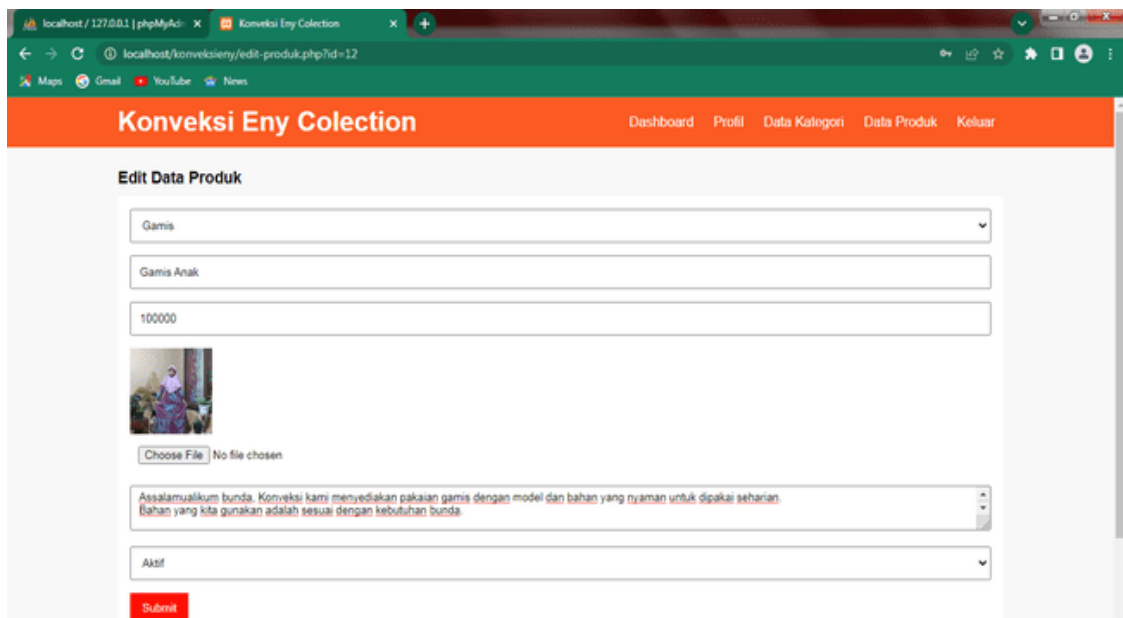 localhost / 127.0.0.1 | phpMyAdr
Konveksi Eny Colection
localhost/konveksieny/edit-produk.php?id=12
Maps Gmail YouTube News
Konveksi Eny Colection
Dashboard Profil Data Kategori Data Produk Keluar
Edit Data Produk
Gamis
Gamis Anak
100000
Choose File No file chosen
Assalamualikum bunda. Konveksi kami menyediakan pakaian gamis dengan model dan bahan yang nyaman untuk dipakai seharian.
Bahan yang kita gunakan adalah sesuai dengan kebutuhan bunda.
Aktif
Submit